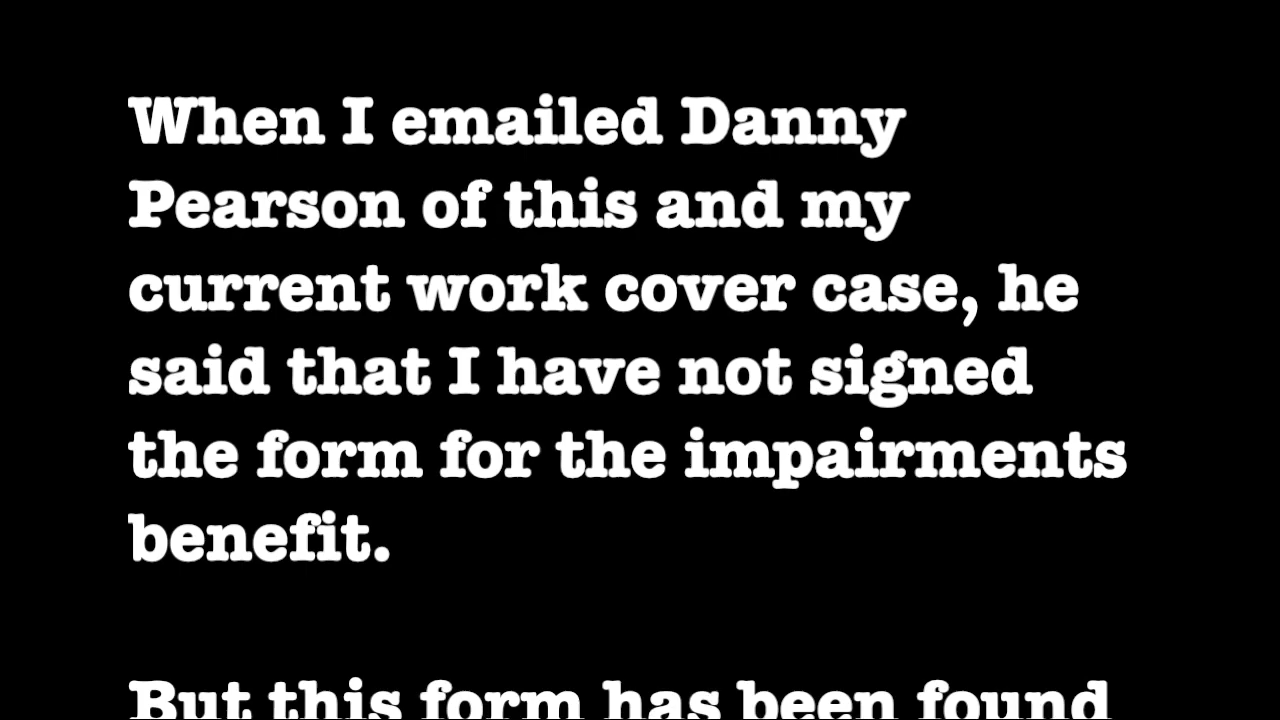 When I emailed Danny
Pearson of this and my
current work cover case, he
said that I have not signed
the form for the impairments
benefit.
But this form has been found